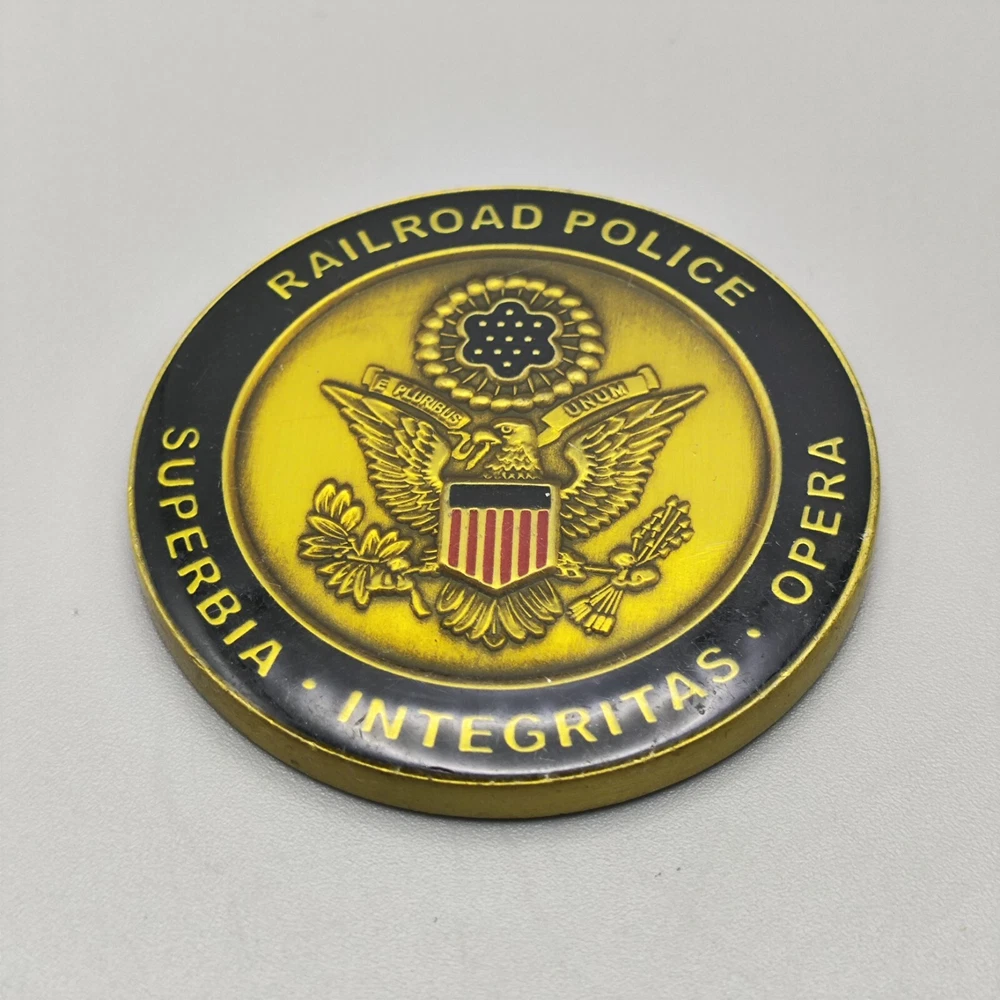 RAILROAD POLICE
E PLURIBUS UNUM
SUPERBIA · INTEGRITAS · OPERA